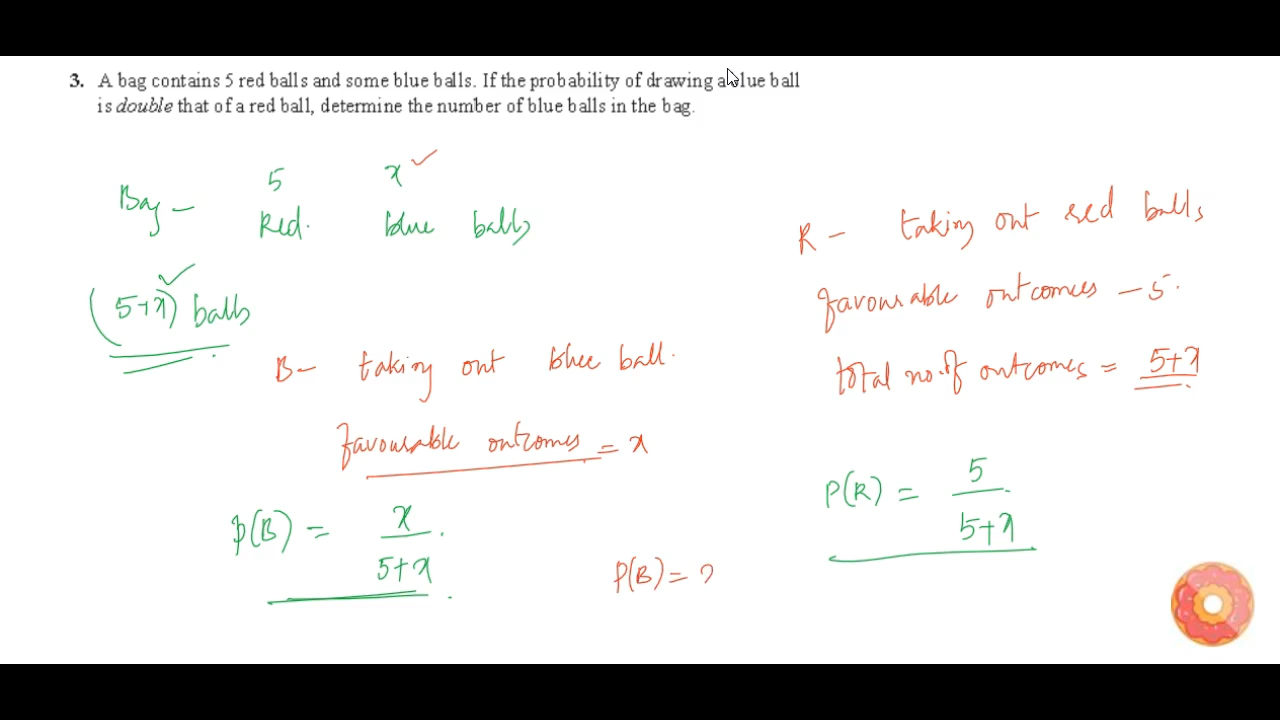 3. A bag contains 5 red balls and some blue balls. If the probability of drawing a blue ball
is double that of a red ball, determine the number of blue balls in the bag.
5 x ✓
Bag – Red. blue balls
(5+x) ✓ balls
B – taking out blue ball.
favourable outcomes = x
P(B) = x / 5+x .
R – taking out red balls
favourable outcomes – 5.
total no. of outcomes = 5+x
P(R) = 5 / 5+x
P(B) = 2